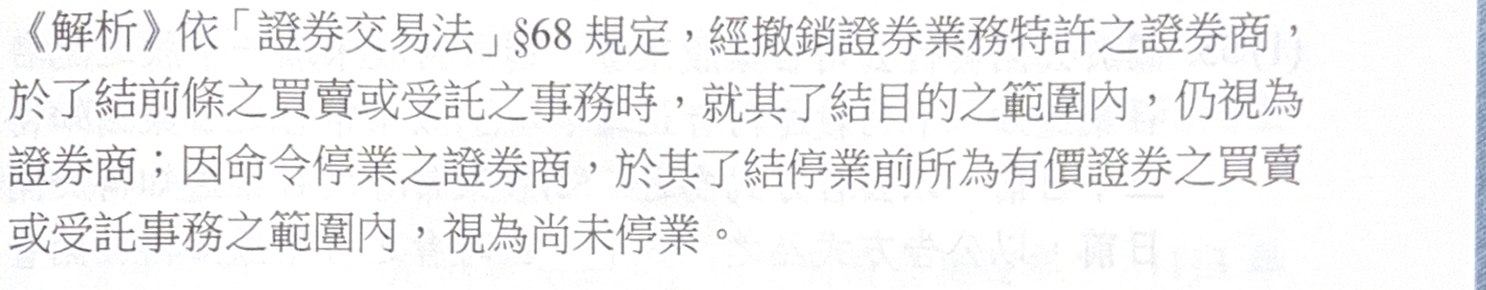 《解析》依「證券交易法」§68 規定，經撤銷證券業務特許之證券商，
於了結前條之買賣或受託之事務時，就其了結目的之範圍內，仍視為
證券商；因命令停業之證券商，於其了結停業前所為有價證券之買賣
或受託事務之範圍內，視為尚未停業。